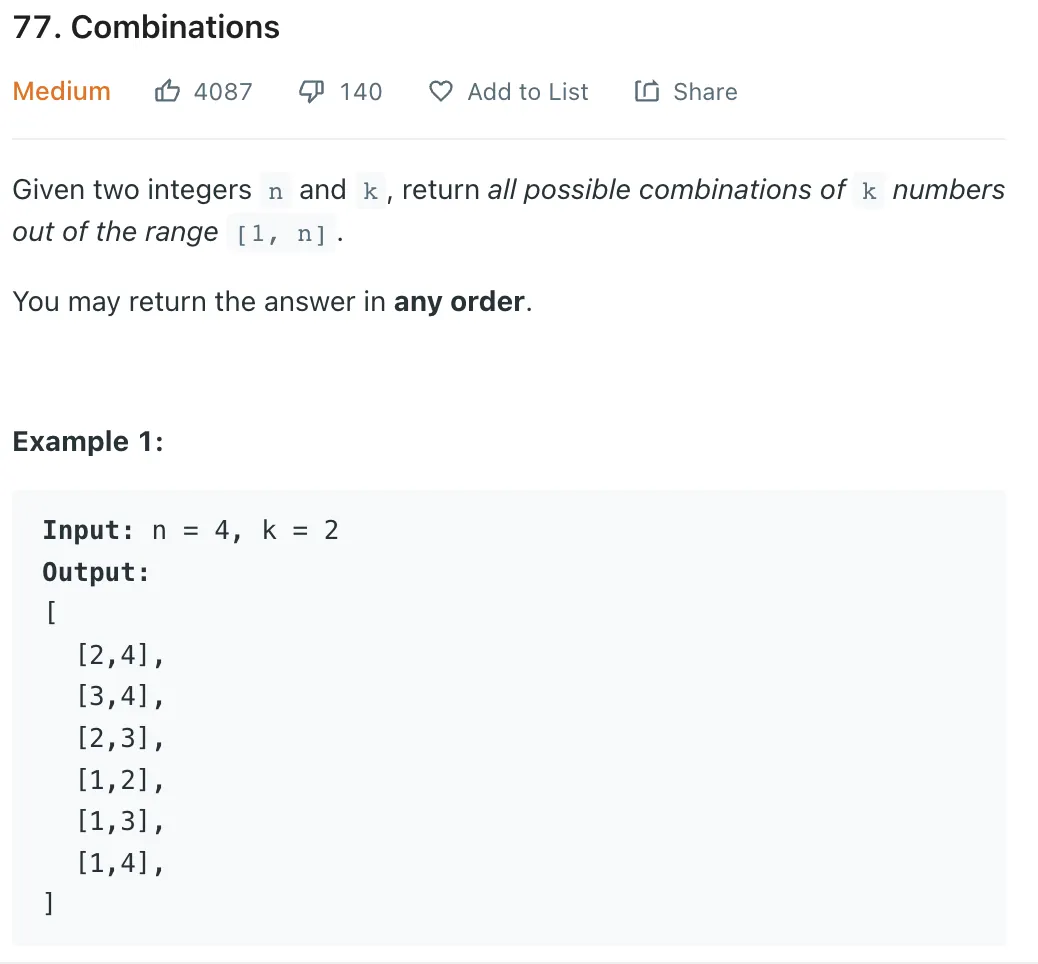 77. Combinations
Medium 4087 140 Add to List Share
Given two integers n and k, return all possible combinations of k numbers
out of the range [1, n].
You may return the answer in any order.
Example 1:
Input: n = 4, k = 2
Output:
[
[2,4],
[3,4],
[2,3],
[1,2],
[1,3],
[1,4],
]